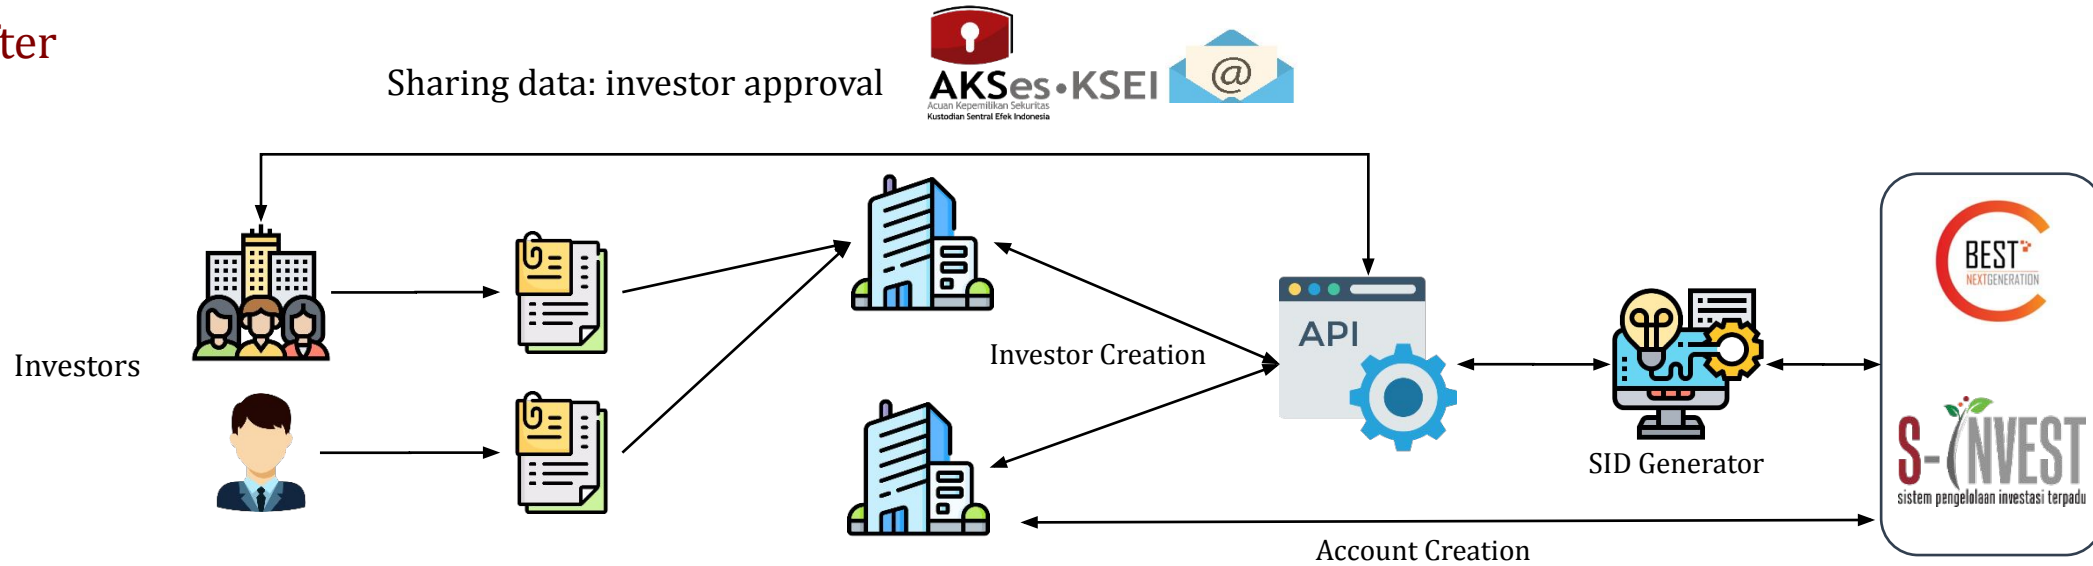 ter
Sharing data: investor approval
AKSes•KSEI
Acuan Kepemilikan Sekuritas
Kustodian Sentral Efek Indonesia
@
Investors
Investor Creation
API
SID Generator
Account Creation
BEST
NEXTGENERATION
S-INVEST
sistem pengelolaan investasi terpadu